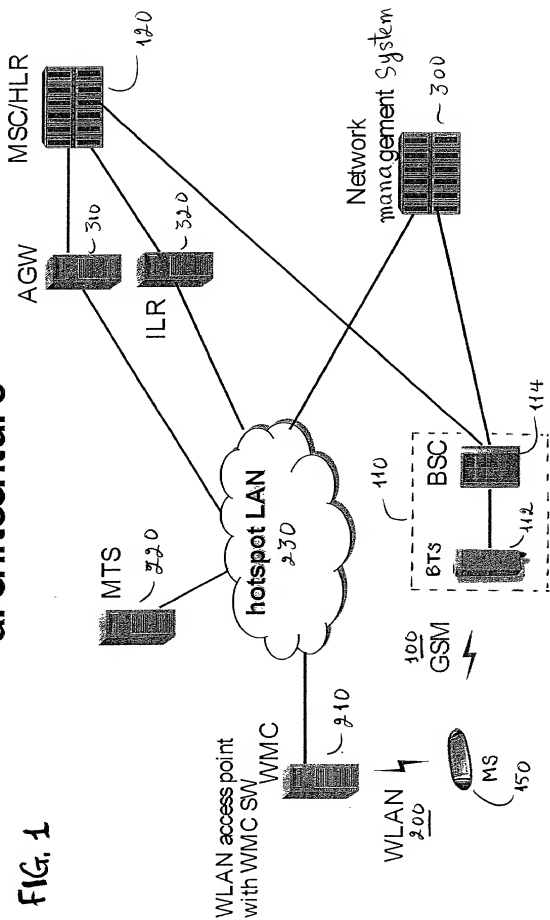 FIG. 1
architecture
MSC/HLR
120
AGW
310
ILR
320
Network
management System
300
MTS
220
hotspot LAN
230
110
BSC
114
BTS
112
WLAN access point
with WMC SW
WMC
210
100
GSM
WLAN
200
MS
150